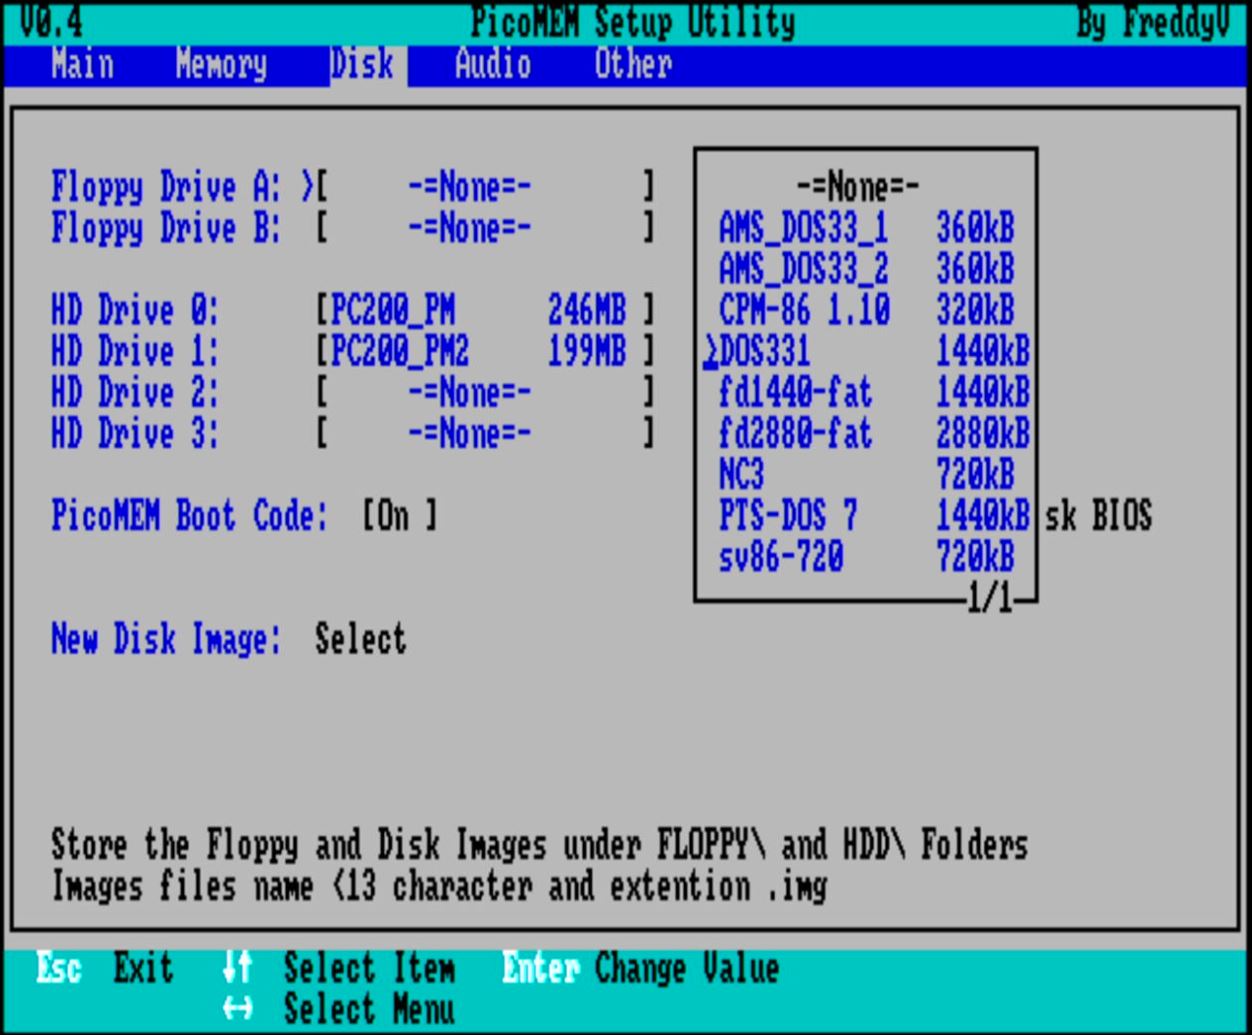 V0.4 PicoMEM Setup Utility By FreddyV
Main Memory Disk Audio Other
Floppy Drive A: >[ -=None=- ]
Floppy Drive B: [ -=None=- ]
HD Drive 0: [PC200_PM 246MB ]
HD Drive 1: [PC200_PM2 199MB ]
HD Drive 2: [ -=None=- ]
HD Drive 3: [ -=None=- ]
PicoMEM Boot Code: [On ]
sk BIOS
New Disk Image: Select
-=None=-
AMS_DOS33_1 360kB
AMS_DOS33_2 360kB
CPM-86 1.10 320kB
>DOS331 1440kB
fd1440-fat 1440kB
fd2880-fat 2880kB
NC3 720kB
PTS-DOS 7 1440kB
sv86-720 720kB
1/1
Store the Floppy and Disk Images under FLOPPY\ and HDD\ Folders
Images files name <13 character and extention .img
Esc Exit ↓↑ Select Item Enter Change Value
↔ Select Menu